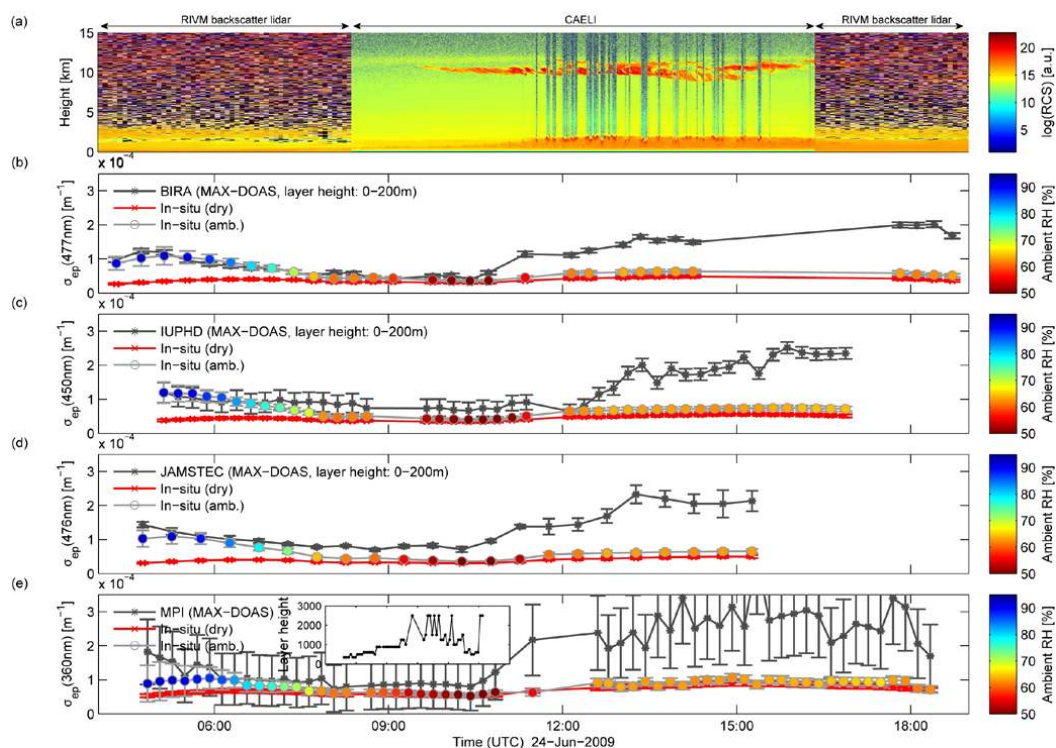 (a)
RIVM backscatter lidar
CAELI
RIVM backscatter lidar
Height [km]
15
10
5
0
20
15
10
5
log(RCS) [a.u.]
(b)
x 10⁻⁴
σep(477nm) [m⁻¹]
3
2
1
0
BIRA (MAX−DOAS, layer height: 0−200m)
In−situ (dry)
In−situ (amb.)
90
80
70
60
50
Ambient RH [%]
(c)
x 10⁻⁴
σep(450nm) [m⁻¹]
3
2
1
0
IUPHD (MAX−DOAS, layer height: 0−200m)
In−situ (dry)
In−situ (amb.)
90
80
70
60
50
Ambient RH [%]
(d)
x 10⁻⁴
σep(476nm) [m⁻¹]
3
2
1
0
JAMSTEC (MAX−DOAS, layer height: 0−200m)
In−situ (dry)
In−situ (amb.)
90
80
70
60
50
Ambient RH [%]
(e)
x 10⁻⁴
σep(360nm) [m⁻¹]
3
2
1
0
MPI (MAX−DOAS)
In−situ (dry)
In−situ (amb.)
Layer height
3000
2000
1000
0
90
80
70
60
50
Ambient RH [%]
06:00
09:00
12:00
15:00
18:00
Time (UTC) 24−Jun−2009